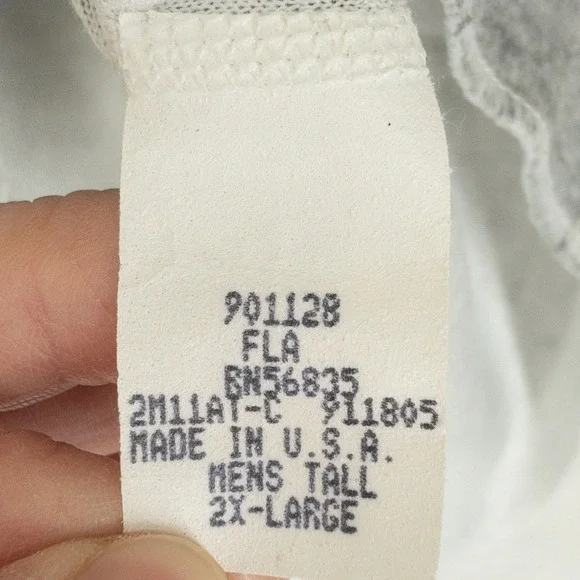 901128
FLA
BN56835
2M11AT-C 911805
MADE IN U.S.A.
MENS TALL
2X-LARGE